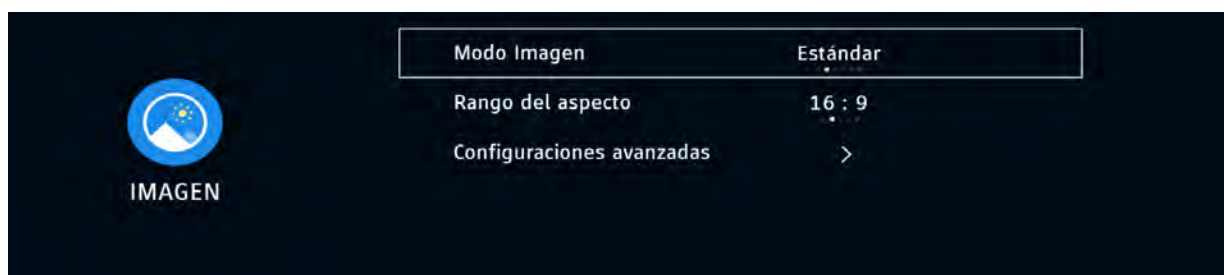 Modo Imagen Estándar
Rango del aspecto 16 : 9
Configuraciones avanzadas >
IMAGEN